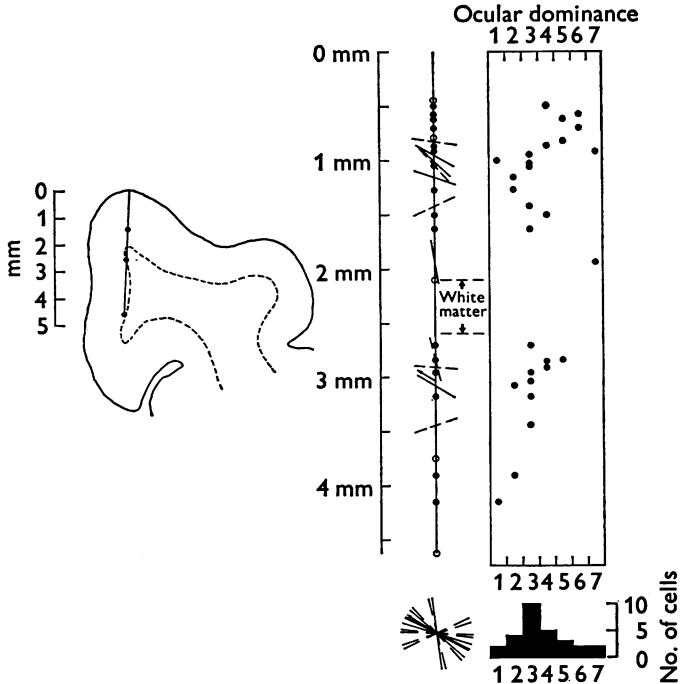 Ocular dominance
1 2 3 4 5 6 7
0 mm
1 mm
2 mm
White
matter
3 mm
4 mm
0
1
2
3
4
5
mm
1 2 3 4 5 6 7
10
5
0
No. of cells
1 2 3 4 5 6 7